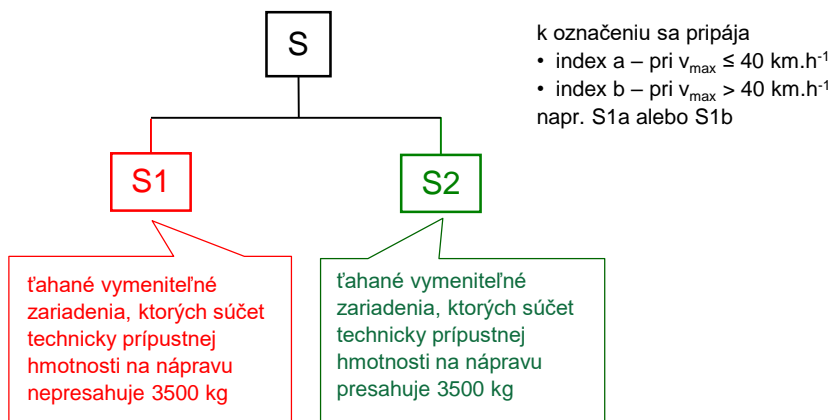 S
k označeniu sa pripája
• index a – pri vmax ≤ 40 km.h-1
• index b – pri vmax > 40 km.h-1
napr. S1a alebo S1b
S1
S2
ťahané vymeniteľné
zariadenia, ktorých súčet
technicky prípustnej
hmotnosti na nápravu
nepresahuje 3500 kg
ťahané vymeniteľné
zariadenia, ktorých súčet
technicky prípustnej
hmotnosti na nápravu
presahuje 3500 kg